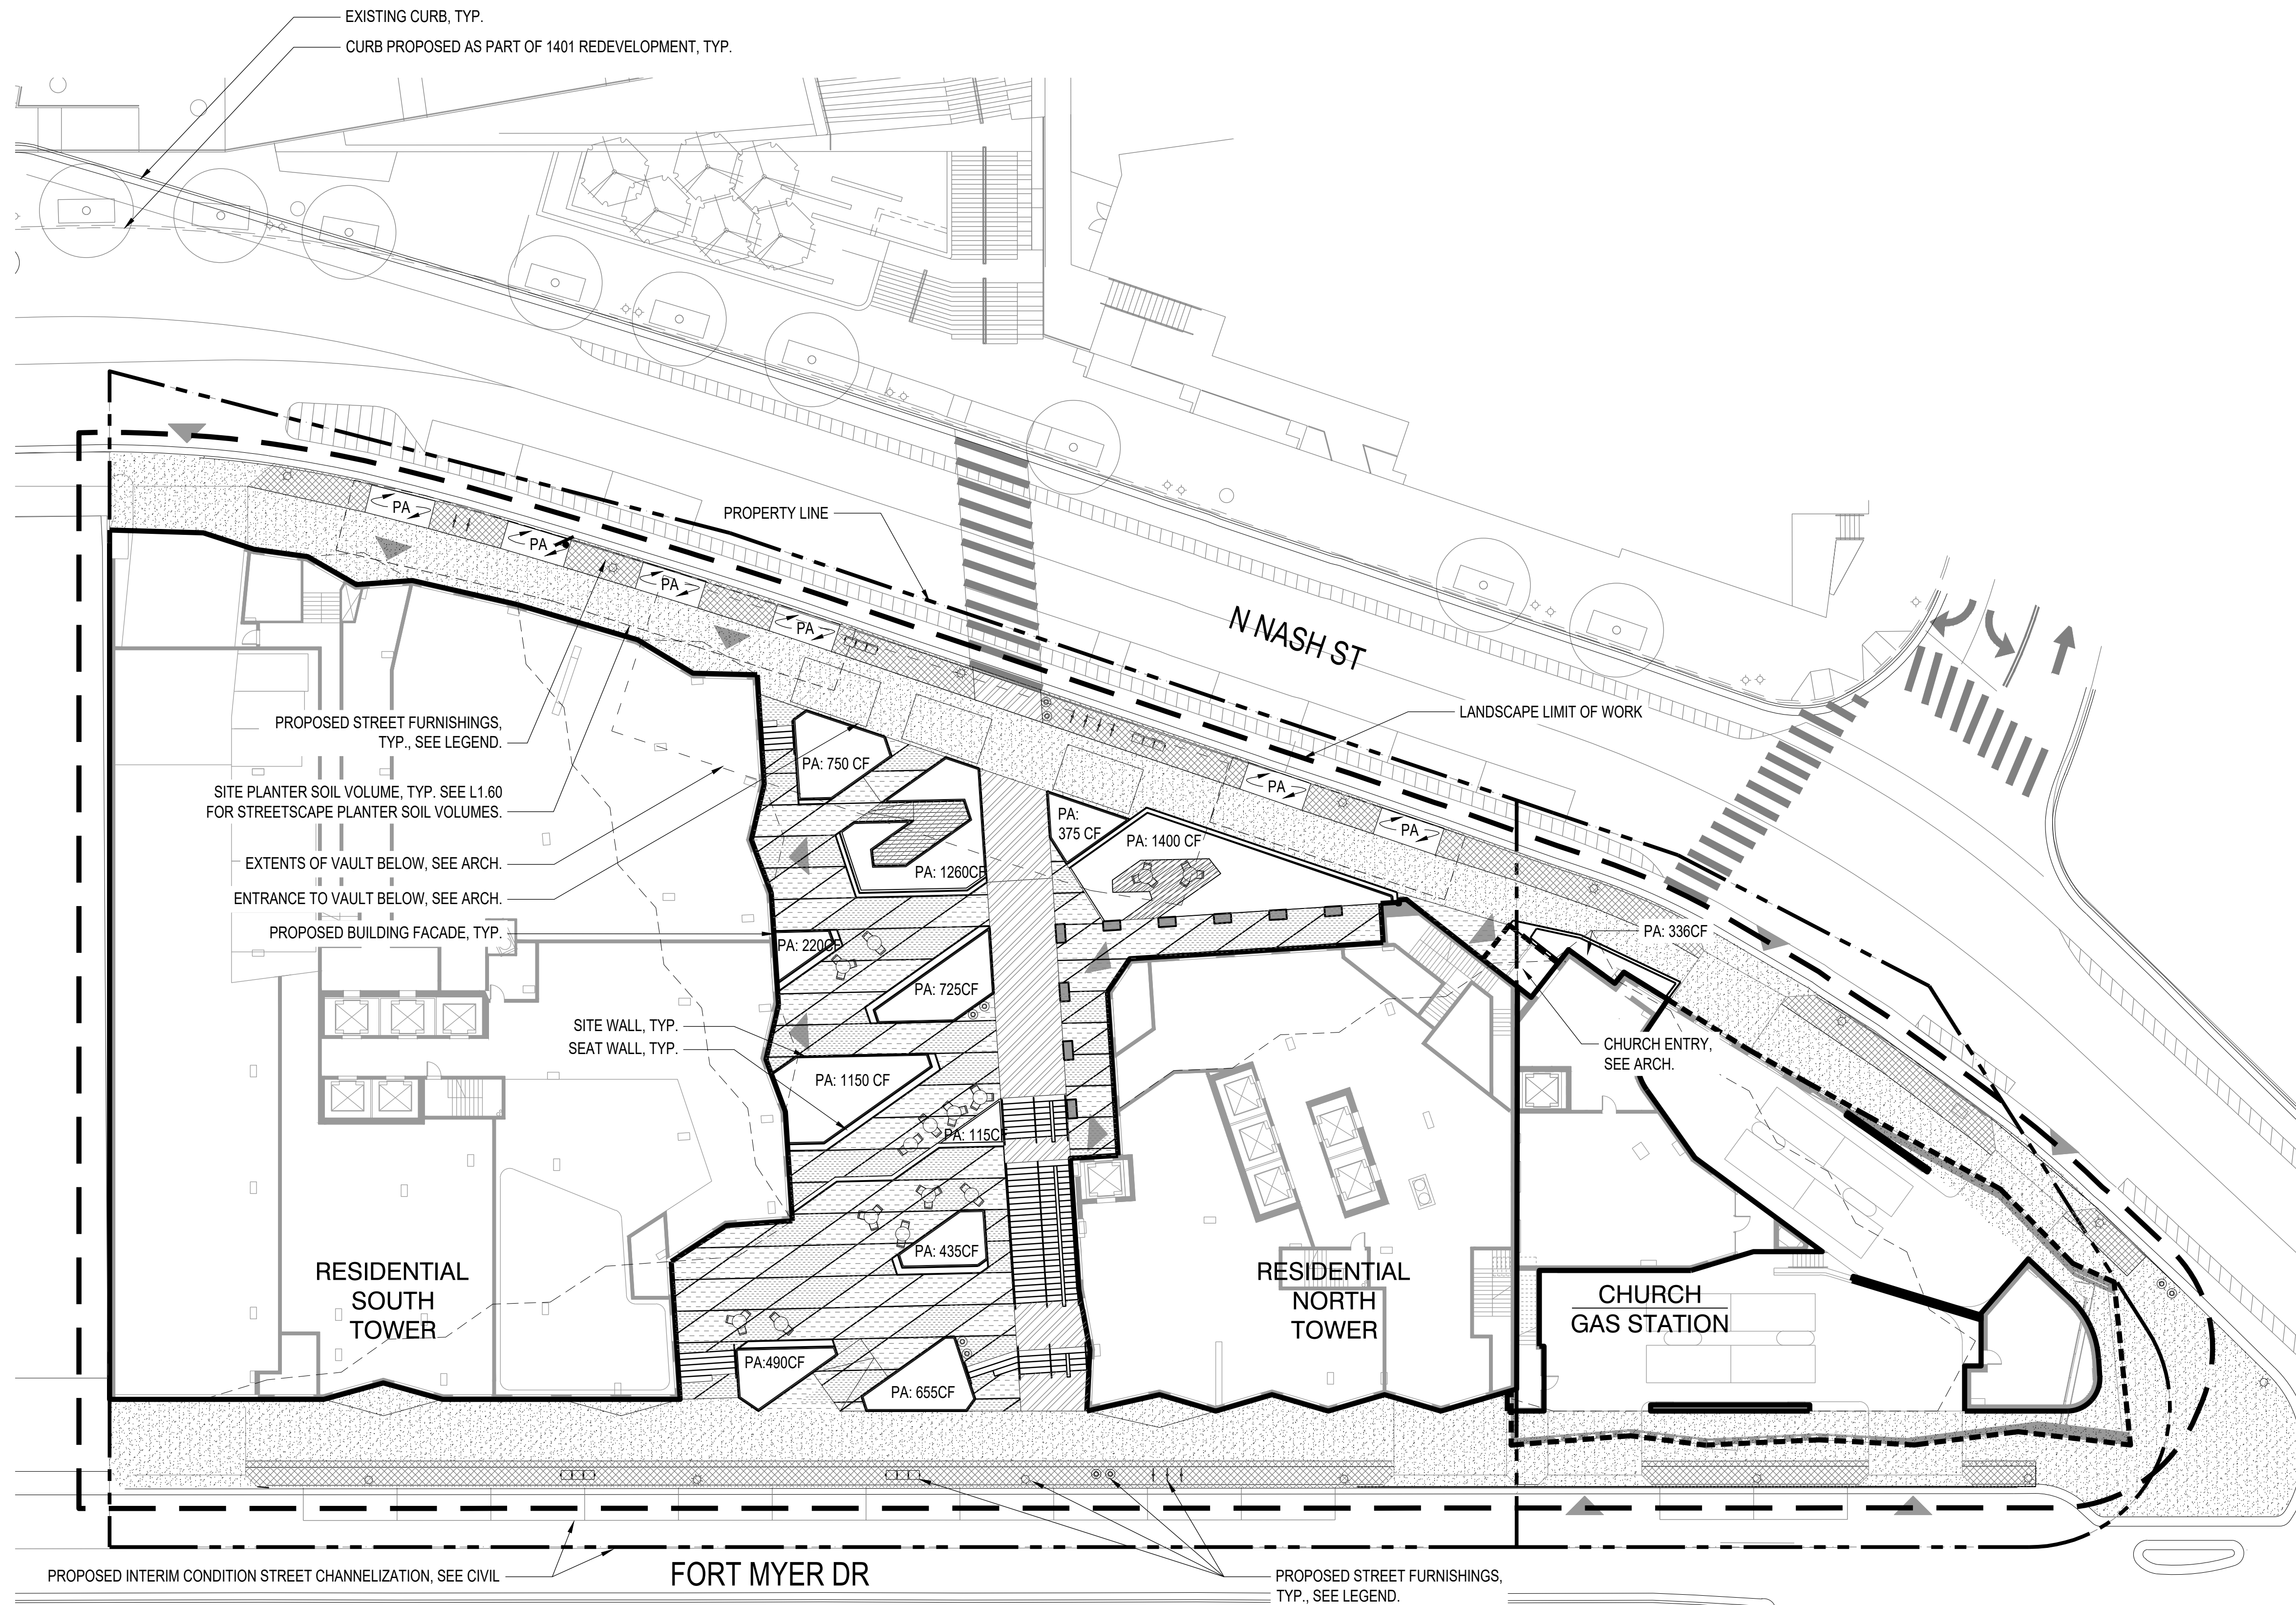 EXISTING CURB, TYP.
CURB PROPOSED AS PART OF 1401 REDEVELOPMENT, TYP.
PA
PROPERTY LINE
PA
PA
PA
N NASH ST
PROPOSED STREET FURNISHINGS,
TYP., SEE LEGEND.
LANDSCAPE LIMIT OF WORK
PA: 750 CF
SITE PLANTER SOIL VOLUME, TYP. SEE L1.60
FOR STREETSCAPE PLANTER SOIL VOLUMES.
PA
PA:
375 CF
PA
PA: 1400 CF
EXTENTS OF VAULT BELOW, SEE ARCH.
PA: 1260CF
ENTRANCE TO VAULT BELOW, SEE ARCH.
PROPOSED BUILDING FACADE, TYP.
PA: 220CF
PA: 336CF
PA: 725CF
SITE WALL, TYP.
SEAT WALL, TYP.
CHURCH ENTRY,
SEE ARCH.
PA: 1150 CF
PA: 115CF
PA: 435CF
RESIDENTIAL
SOUTH
TOWER
RESIDENTIAL
NORTH
TOWER
CHURCH
GAS STATION
PA:490CF
PA: 655CF
PROPOSED INTERIM CONDITION STREET CHANNELIZATION, SEE CIVIL
FORT MYER DR
PROPOSED STREET FURNISHINGS,
TYP., SEE LEGEND.